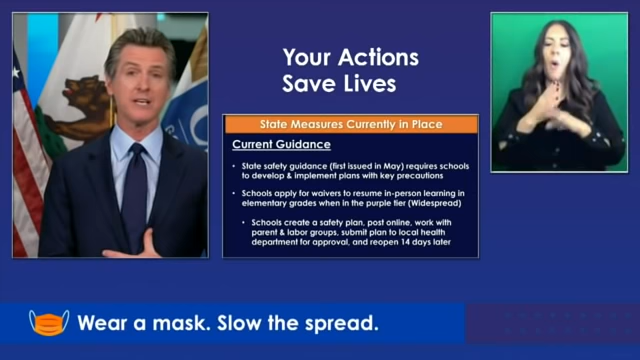 Your Actions
Save Lives
State Measures Currently in Place
Current Guidance
• State safety guidance (first issued in May) requires schools
to develop & implement plans with key precautions
• Schools apply for waivers to resume in-person learning in
elementary grades when in the purple tier (Widespread)
• Schools create a safety plan, post online, work with
parent & labor groups, submit plan to local health
department for approval, and reopen 14 days later
Wear a mask. Slow the spread.